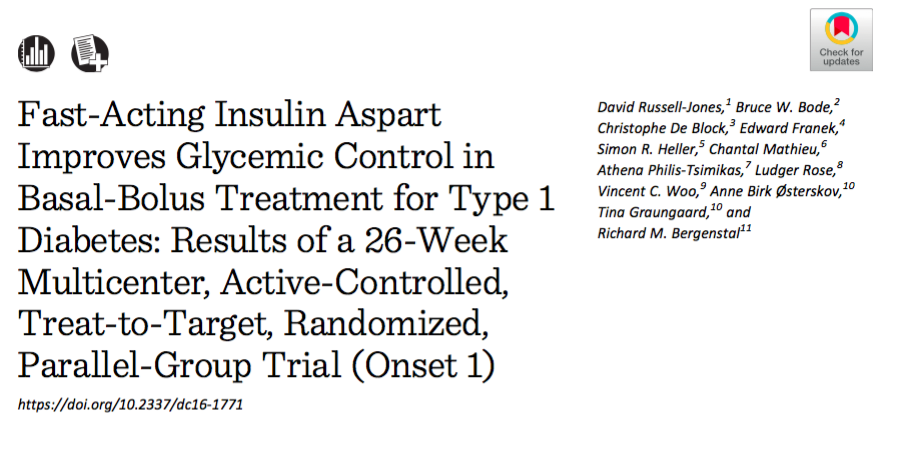 Check for
updates
Fast-Acting Insulin Aspart
Improves Glycemic Control in
Basal-Bolus Treatment for Type 1
Diabetes: Results of a 26-Week
Multicenter, Active-Controlled,
Treat-to-Target, Randomized,
Parallel-Group Trial (Onset 1)
https://doi.org/10.2337/dc16-1771
David Russell-Jones,¹ Bruce W. Bode,²
Christophe De Block,³ Edward Franek,⁴
Simon R. Heller,⁵ Chantal Mathieu,⁶
Athena Philis-Tsimikas,⁷ Ludger Rose,⁸
Vincent C. Woo,⁹ Anne Birk Østerskov,¹⁰
Tina Graungaard,¹⁰ and
Richard M. Bergenstal¹¹